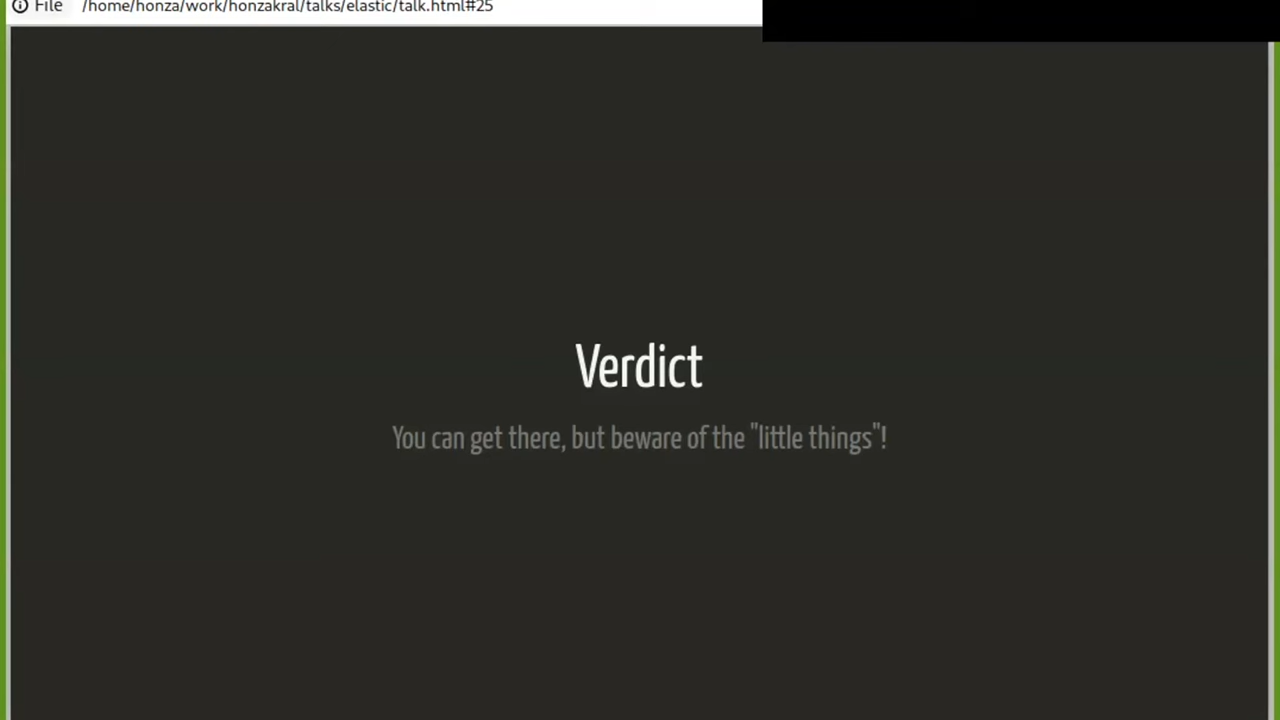 File /home/honza/work/honzakral/talks/elastic/talk.html#25
Verdict
You can get there, but beware of the "little things"!